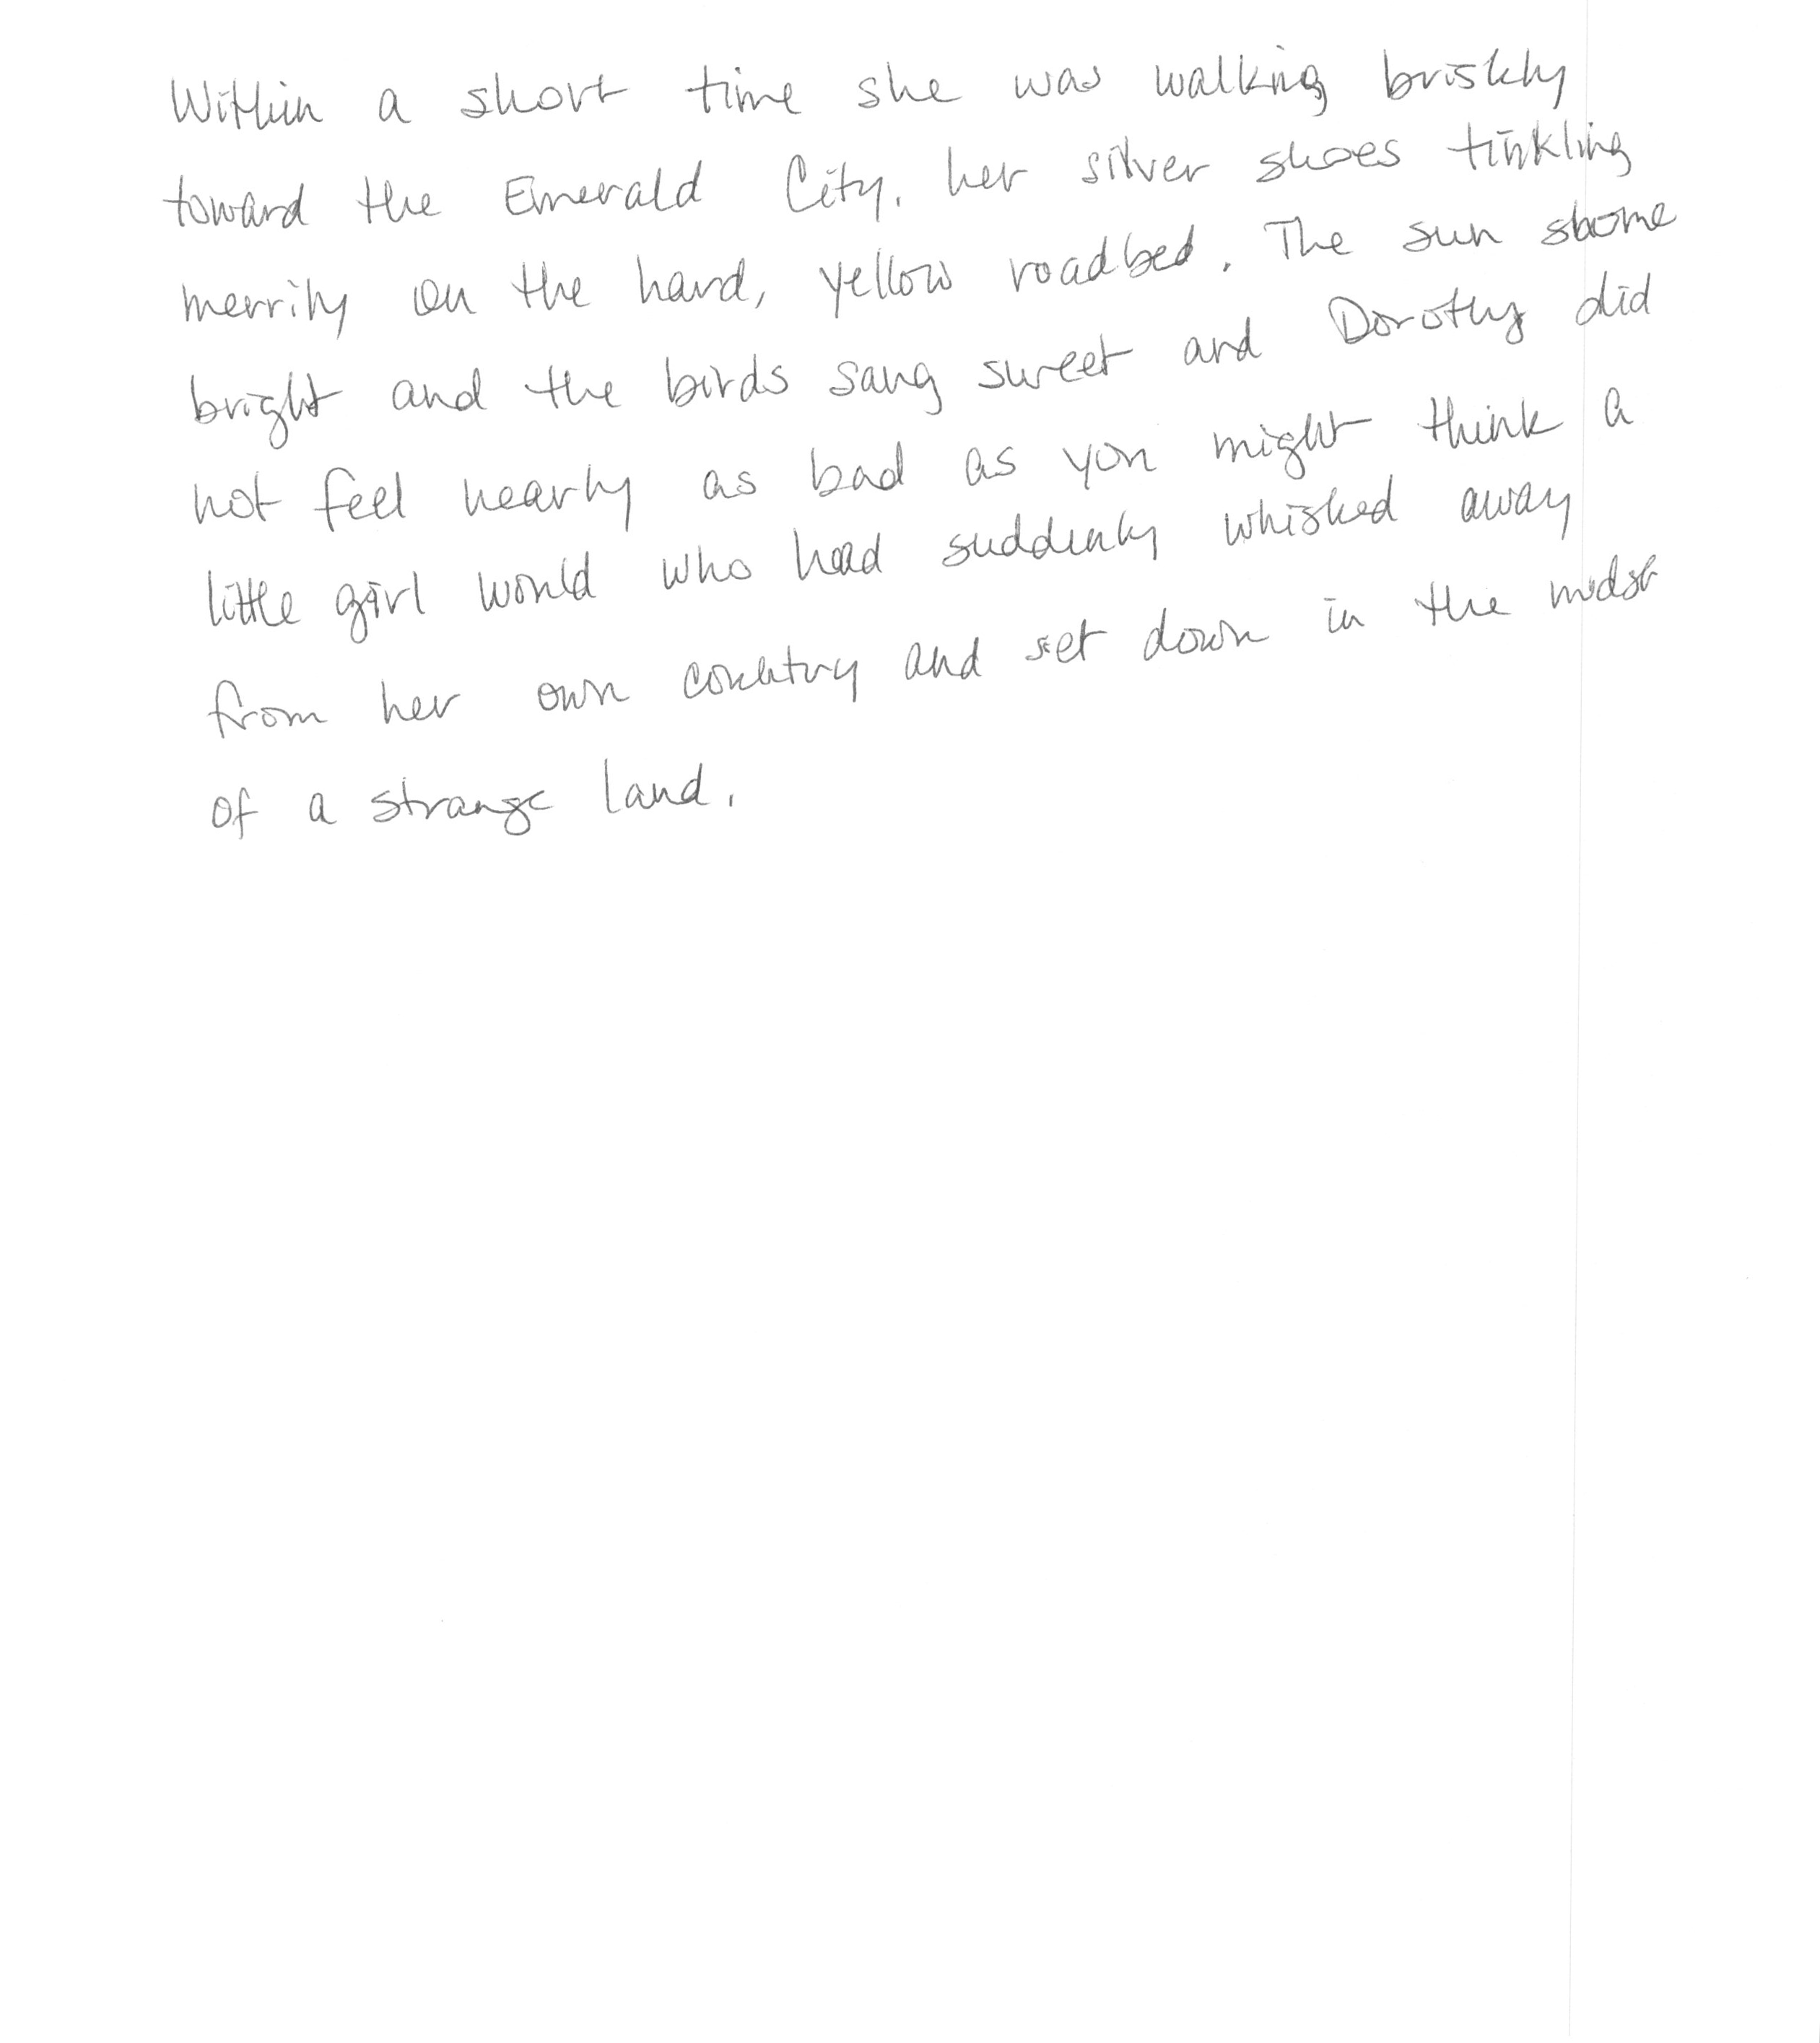 Within a short time she was walking briskly
toward the Emerald City, her silver shoes tinkling
merrily on the hard, yellow roadbed. The sun shone
bright and the birds sang sweet and Dorothy did
not feel nearly as bad as you might think a
little girl would who had suddenly whisked away
from her own country and set down in the midst
of a strange land.